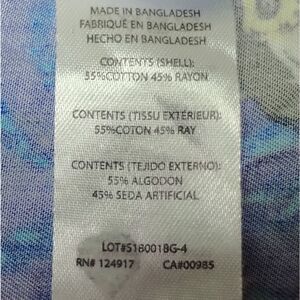 MADE IN BANGLADESH
FABRIQUÉ EN BANGLADESH
HECHO EN BANGLADESH
CONTENTS (SHELL):
55%COTTON 45% RAYON
CONTENTS (TISSU EXTÉRIEUR):
55%COTON 45% RAY
CONTENTS (TEJIDO EXTERNO):
55% ALGODON
45% SEDA ARTIFICIAL
LOT#5180018G-4
RN# 124917 CA#00985